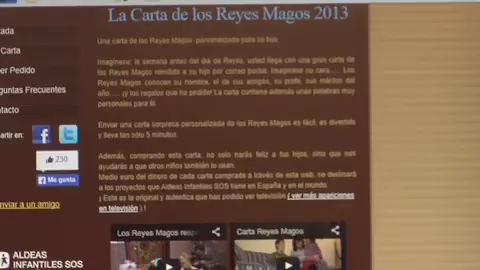 La Carta de los Reyes Magos 2013
Una carta de los Reyes Magos personalizada para su hijo
Imagínese: la semana antes del día de Reyes, usted llega con una gran carta de
los Reyes Magos remitida a su hijo por correo postal. Imagínese su cara..... Los
Reyes Magos conocen su nombre, el de sus amigos, su profe, sus méritos del
año...... ¡y los regalos que ha pedido! La carta contiene además unas palabras muy
personales para él.
Enviar una carta sorpresa personalizada de los Reyes Magos es fácil, es divertido
y lleva tan sólo 5 minutos
Además, comprando esta carta, no solo harás feliz a tus hijos, sino que nos
ayudarás a que otros niños también lo sean.
Medio euro del dinero de cada carta comprada a través de esta web, se destinará
a los proyectos que Aldeas Infantiles SOS tiene en España y en el mundo.
¡ Esta es la original y autentica que has podido ver televisión ( ver más apariciones
en televisión ) !
ada
Carta
er Pedido
guntas Frecuentes
ntacto
artir en:
230
Me gusta
nviar a un amigo
ALDEAS
INFANTILES SOS
Los Reyes Magos resp
Carta Reyes Magos